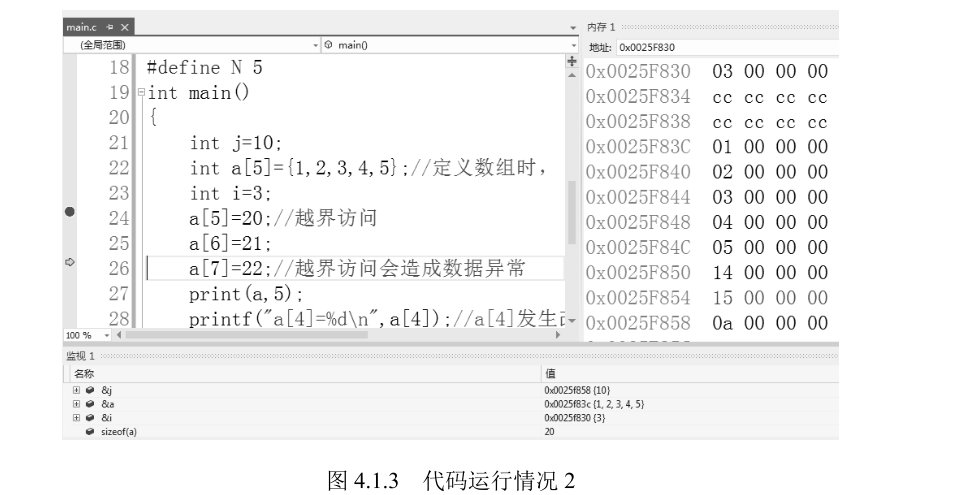 main.c
(全局范围)
main()
18 #define N 5
19 int main()
20 {
21 int j=10;
22 int a[5]={1,2,3,4,5};//定义数组时,
23 int i=3;
24 a[5]=20;//越界访问
25 a[6]=21;
26 a[7]=22;//越界访问会造成数据异常
27 print(a,5);
28 printf("a[4]=%d\n",a[4]);//a[4]发生
100 %
内存 1
地址: 0x0025F830
0x0025F830 03 00 00 00
0x0025F834 cc cc cc cc
0x0025F838 cc cc cc cc
0x0025F83C 01 00 00 00
0x0025F840 02 00 00 00
0x0025F844 03 00 00 00
0x0025F848 04 00 00 00
0x0025F84C 05 00 00 00
0x0025F850 14 00 00 00
0x0025F854 15 00 00 00
0x0025F858 0a 00 00 00
监视 1
名称 值
&j 0x0025f858 {10}
&a 0x0025f83c {1, 2, 3, 4, 5}
&i 0x0025f830 {3}
sizeof(a) 20
图 4.1.3 代码运行情况 2